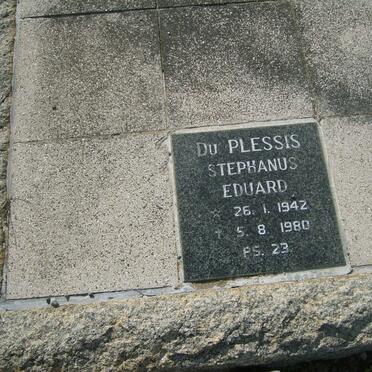 Du PLESSIS
STEPHANUS
EDUARD
☆ 26. 1. 1942
† 5. 8. 1980
PS. 23